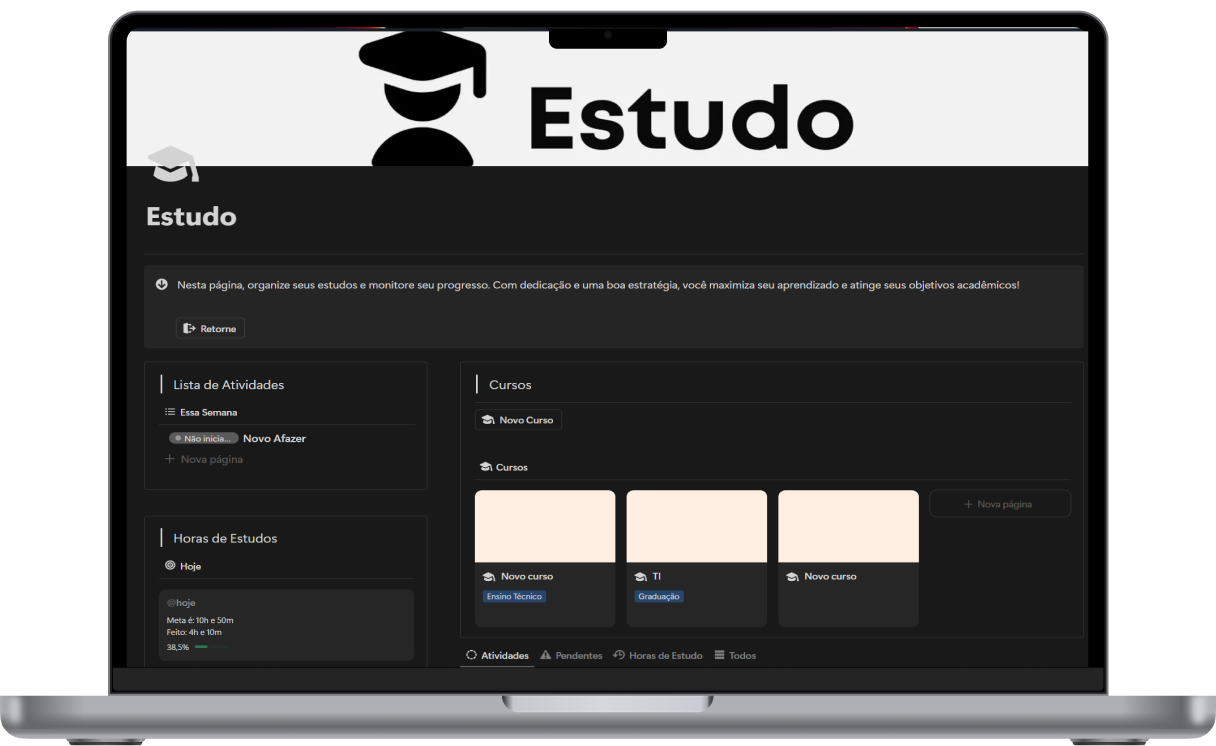 Estudo
Estudo
Nesta página, organize seus estudos e monitore seu progresso. Com dedicação e uma boa estratégia, você maximiza seu aprendizado e atinge seus objetivos acadêmicos!
Retorne
Lista de Atividades
Essa Semana
Não inicia... Novo Afazer
+ Nova página
Horas de Estudos
Hoje
@hoje
Meta é: 10h e 50m
Feito: 4h e 10m
38,5%
Cursos
Novo Curso
Cursos
Novo curso
Ensino Técnico
TI
Graduação
Novo curso
+ Nova página
Atividades Pendentes Horas de Estudo Todos